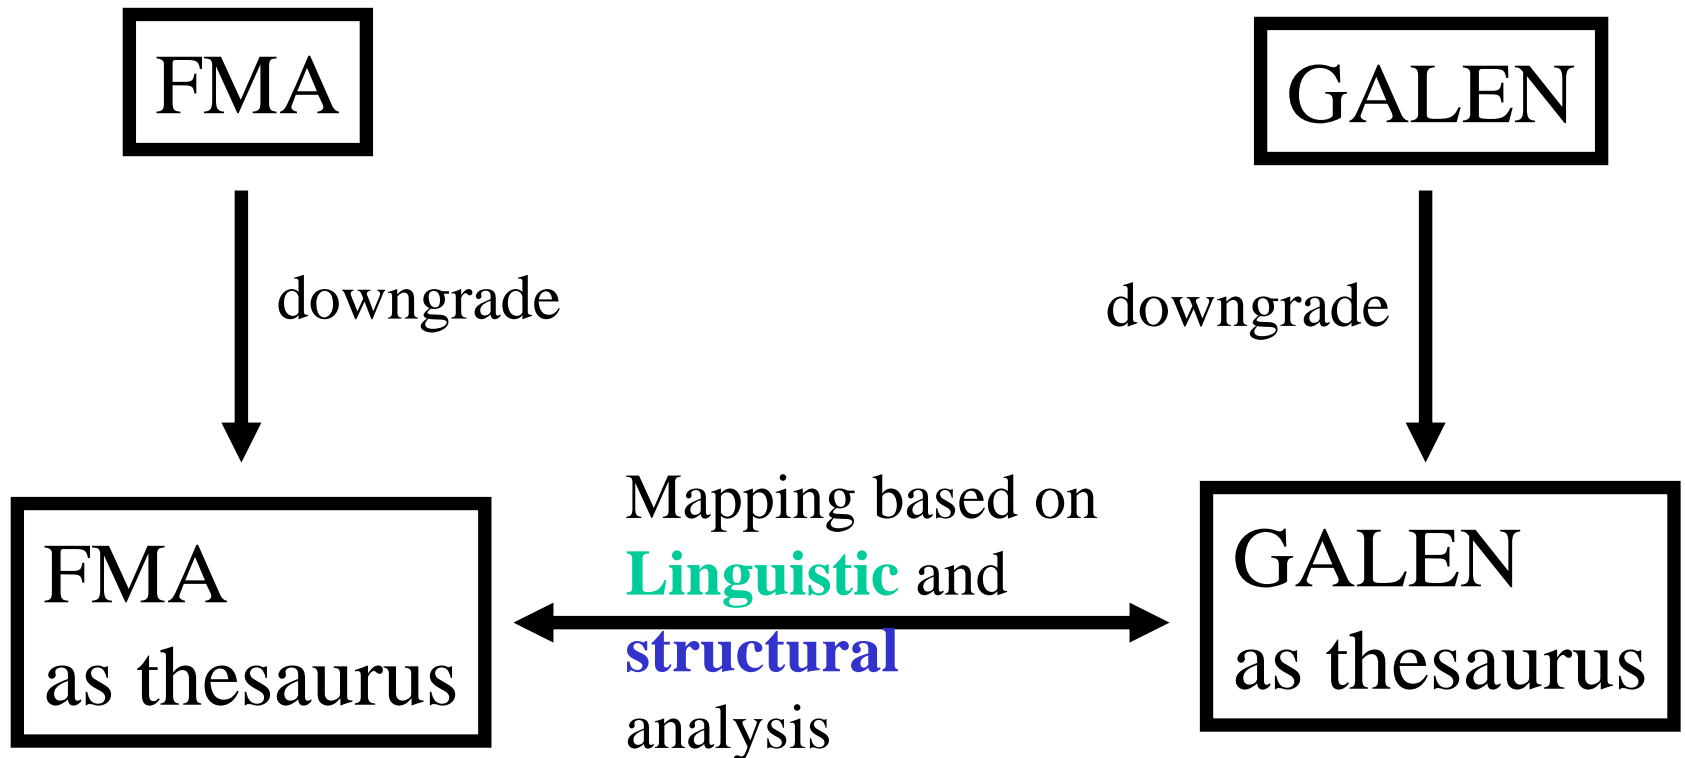 FMA
GALEN
downgrade
downgrade
FMA
as thesaurus
Mapping based on
Linguistic and
structural
analysis
GALEN
as thesaurus